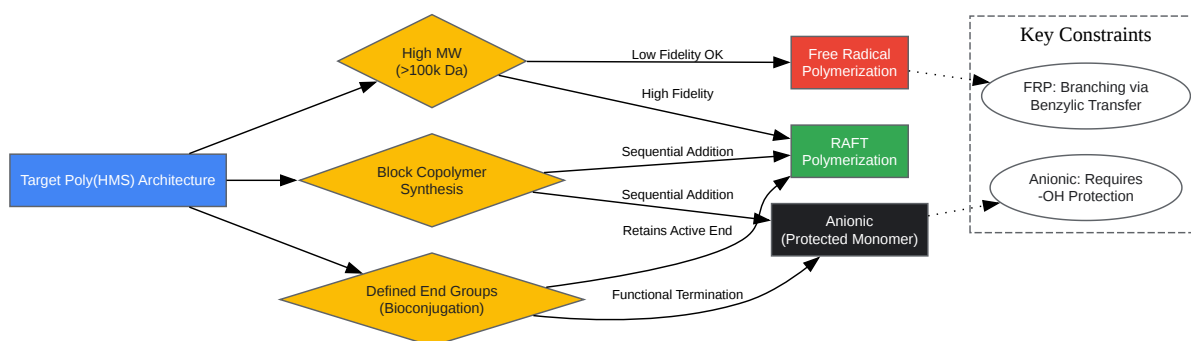 Target Poly(HMS) Architecture
High MW
(>100k Da)
Block Copolymer
Synthesis
Defined End Groups
(Bioconjugation)
Low Fidelity OK
High Fidelity
Sequential Addition
Sequential Addition
Retains Active End
Functional Termination
Free Radical
Polymerization
RAFT
Polymerization
Anionic
(Protected Monomer)
Key Constraints
FRP: Branching via
Benzylic Transfer
Anionic: Requires
-OH Protection